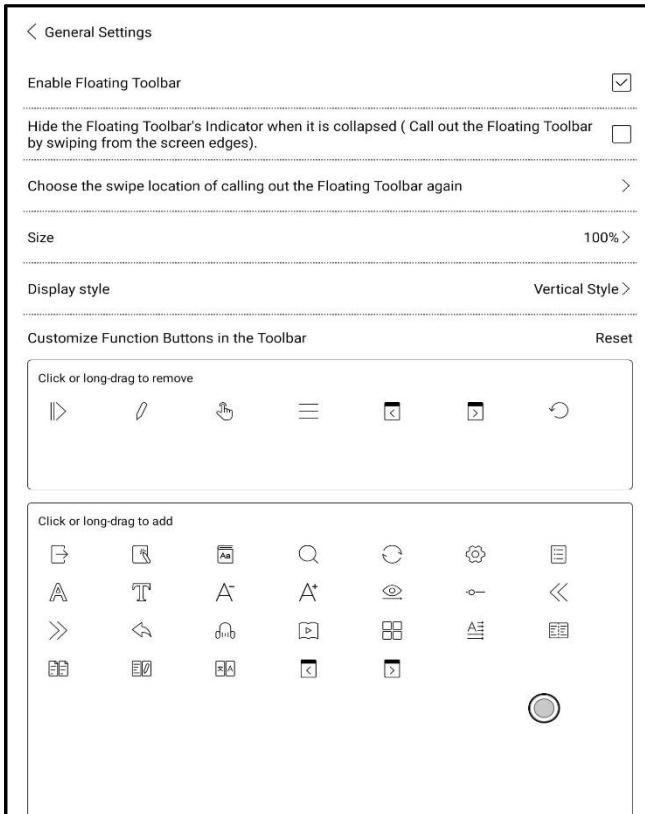 General Settings
Enable Floating Toolbar
Hide the Floating Toolbar's Indicator when it is collapsed ( Call out the Floating Toolbar
by swiping from the screen edges).
Choose the swipe location of calling out the Floating Toolbar again
Size 100%
Display style Vertical Style
Customize Function Buttons in the Toolbar Reset
Click or long-drag to remove
Click or long-drag to add
Aa
A T A- A+
A
文 A